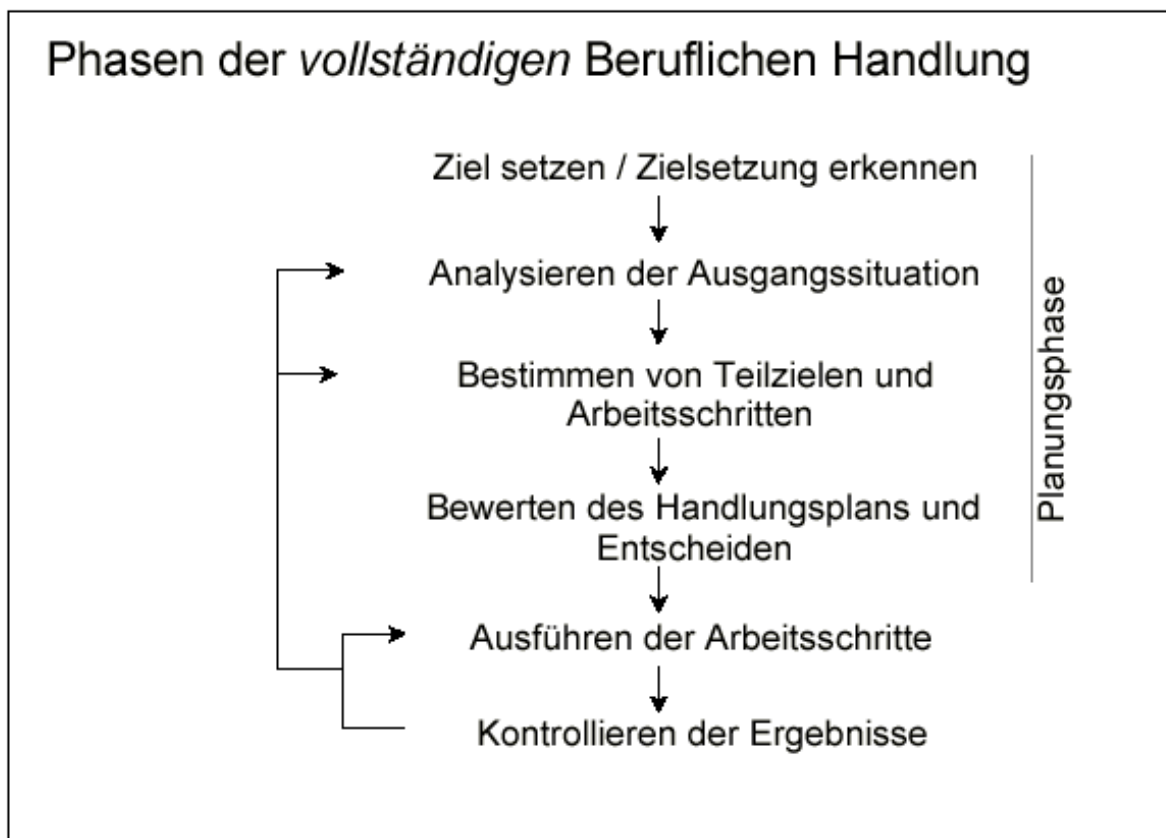 Phasen der vollständigen Beruflichen Handlung
Ziel setzen / Zielsetzung erkennen
Analysieren der Ausgangssituation
Bestimmen von Teilzielen und
Arbeitsschritten
Bewerten des Handlungsplans und
Entscheiden
Ausführen der Arbeitsschritte
Kontrollieren der Ergebnisse
Planungsphase